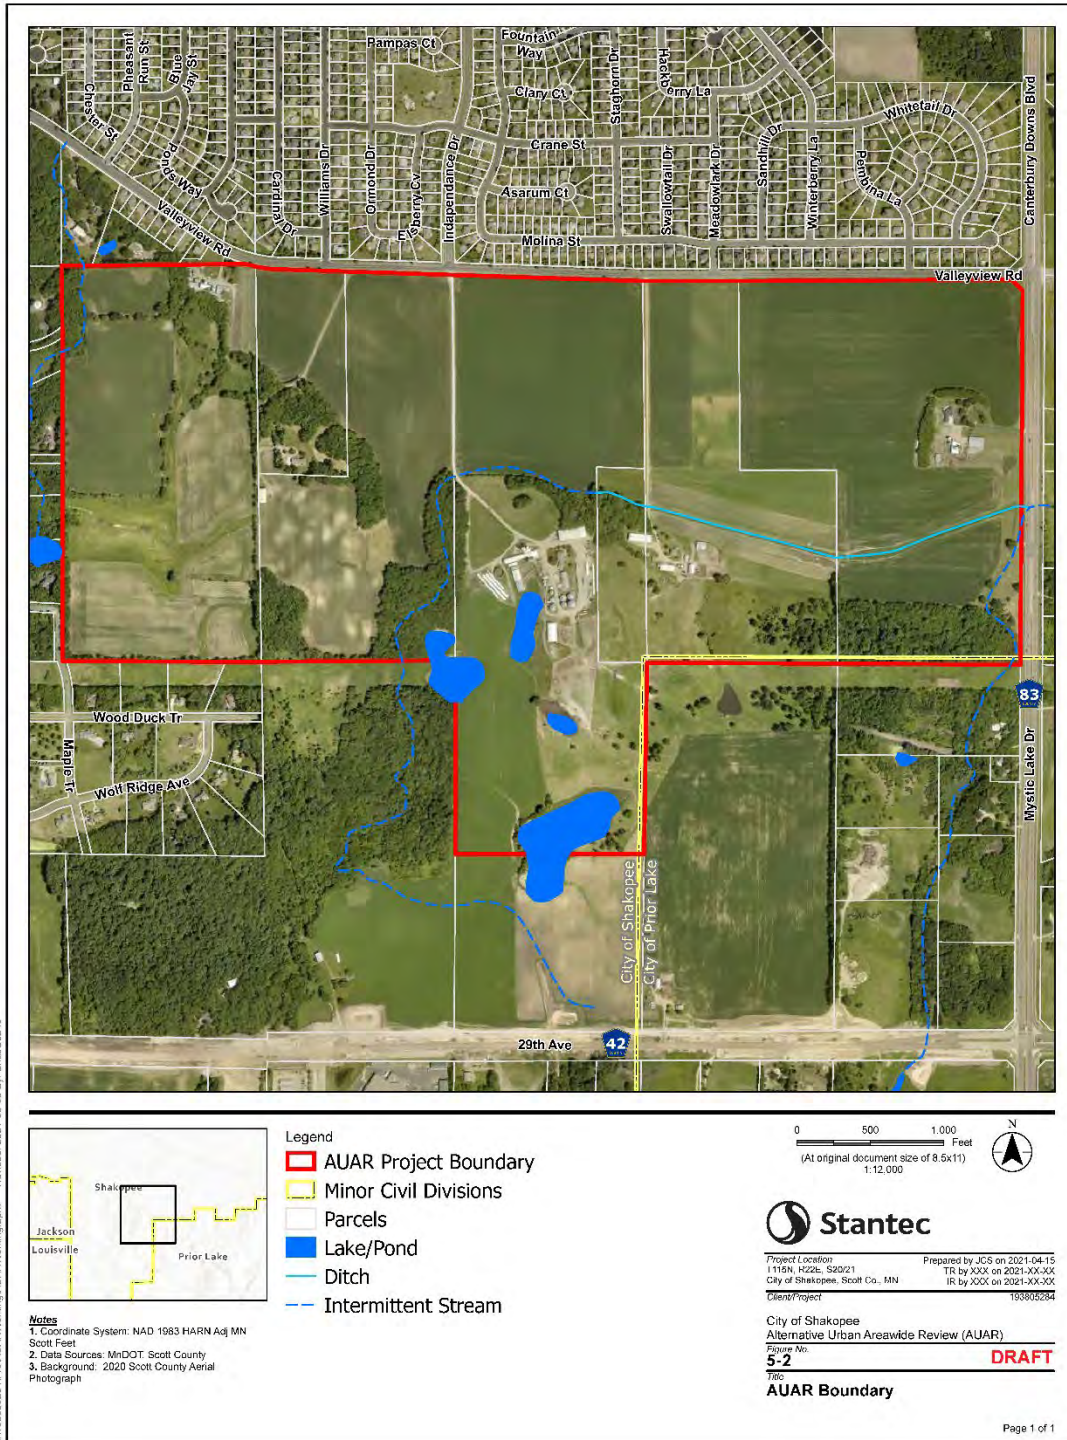 Pampas Ct
Fountain
Way
Pheasant
Run St
Blue
Jay St
Chester St
Clary Ct
Hackberry La
Staghorn Dr
Canterbury Downs Blvd
Whitetail Dr
Crane St
Ponds Way
Cardinal Dr
Williams Dr
Ormond Dr
Elsberry Cv
Independance Dr
Asarum Ct
Swallowtail Dr
Meadowlark Dr
Sandhill Dr
Winterberry La
Pembina La
Valleyview Rd
Molina St
Valleyview Rd
83
Wood Duck Tr
Maple Tr
Wolf Ridge Ave
Mystic Lake Dr
City of Shakopee
City of Prior Lake
29th Ave
42
Legend
AUAR Project Boundary
Minor Civil Divisions
Parcels
Lake/Pond
Ditch
Intermittent Stream
Shakopee
Jackson
Louisville
Prior Lake
Notes
1. Coordinate System: NAD 1983 HARN Adj MN
Scott Feet
2. Data Sources: MnDOT, Scott County
3. Background: 2020 Scott County Aerial
Photograph
0 500 1,000
Feet
(At original document size of 8.5x11)
1:12,000
N
Stantec
Project Location
T115N, R22E, S20/21
City of Shakopee, Scott Co., MN
Prepared by JCS on 2021-04-15
TR by XXX on 2021-XX-XX
IR by XXX on 2021-XX-XX
Client/Project 193805284
City of Shakopee
Alternative Urban Areawide Review (AUAR)
Figure No.
5-2 DRAFT
Title
AUAR Boundary
Page 1 of 1